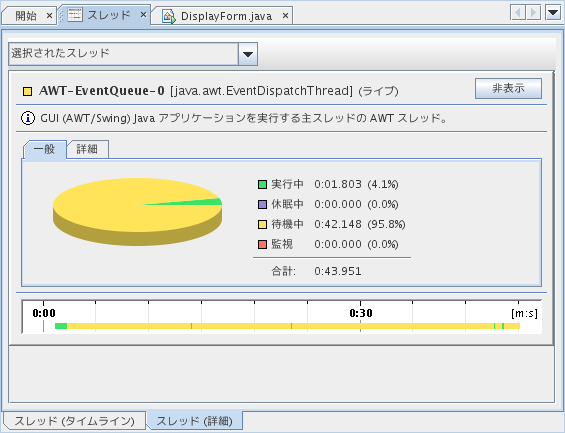 開始 スレッド DisplayForm.java
選択されたスレッド
AWT-EventQueue-0 [java.awt.EventDispatchThread] (ライブ) 非表示
GUI (AWT/Swing) Java アプリケーションを実行する主スレッドの AWT スレッド。
一般 詳細
実行中 0:01.803 (4.1%)
休眠中 0:00.000 (0.0%)
待機中 0:42.148 (95.8%)
監視 0:00.000 (0.0%)
合計: 0:43.951
0:00 0:30 [m:s]
スレッド (タイムライン) スレッド (詳細)